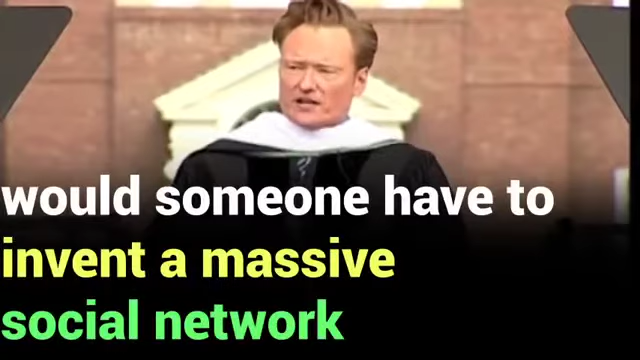 would someone have to
invent a massive
social network